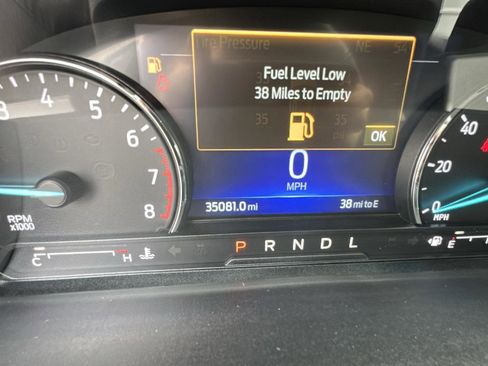 Tire Pressure NE 54
Fuel Level Low
38 Miles to Empty
35 35
psi
OK
8 7 6 5 4 3
RPM
x1000
0
MPH
35081.0 mi 38 mi to E
40
20
0
MPH
P R N D L
C H
E